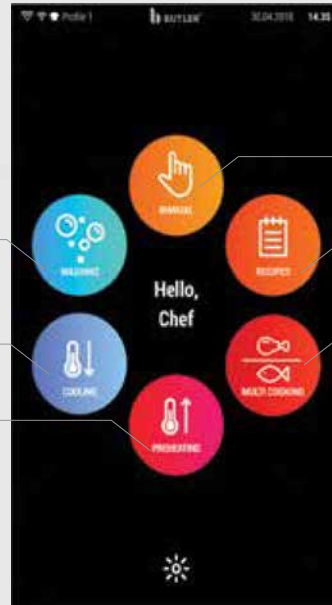 Profile 1 BUTLER 30.04.2018 14.35
MANUAL
WASHING
RECIPES
Hello,
Chef
COOLING
MULTI COOKING
PREHEATING